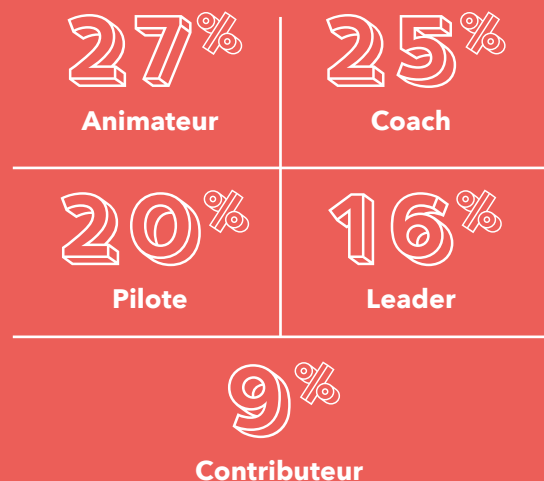 27% 25%
Animateur Coach
20% 16%
Pilote Leader
9%
Contributeur